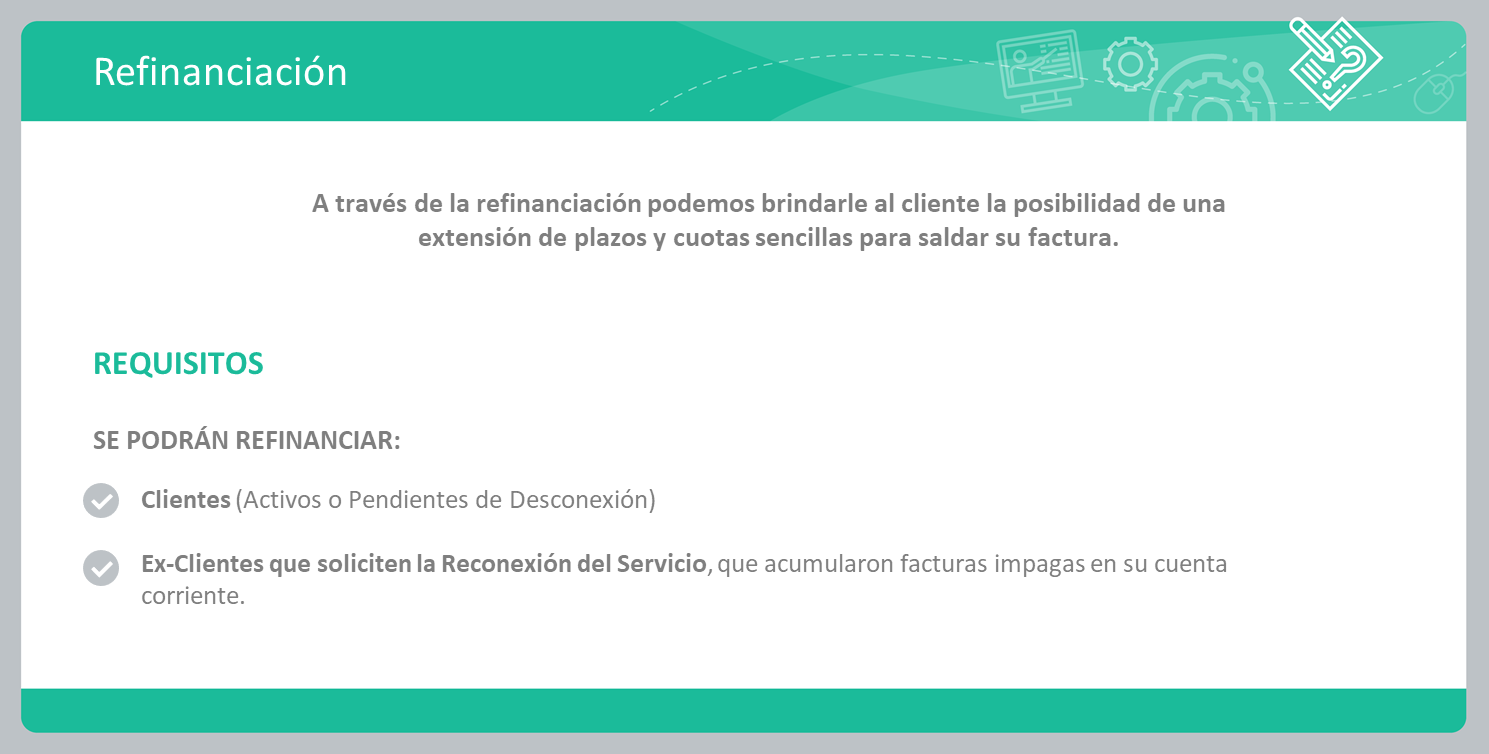 Refinanciación
A través de la refinanciación podemos brindarle al cliente la posibilidad de una
extensión de plazos y cuotas sencillas para saldar su factura.
REQUISITOS
SE PODRÁN REFINANCIAR:
Clientes (Activos o Pendientes de Desconexión)
Ex-Clientes que soliciten la Reconexión del Servicio, que acumularon facturas impagas en su cuenta
corriente.